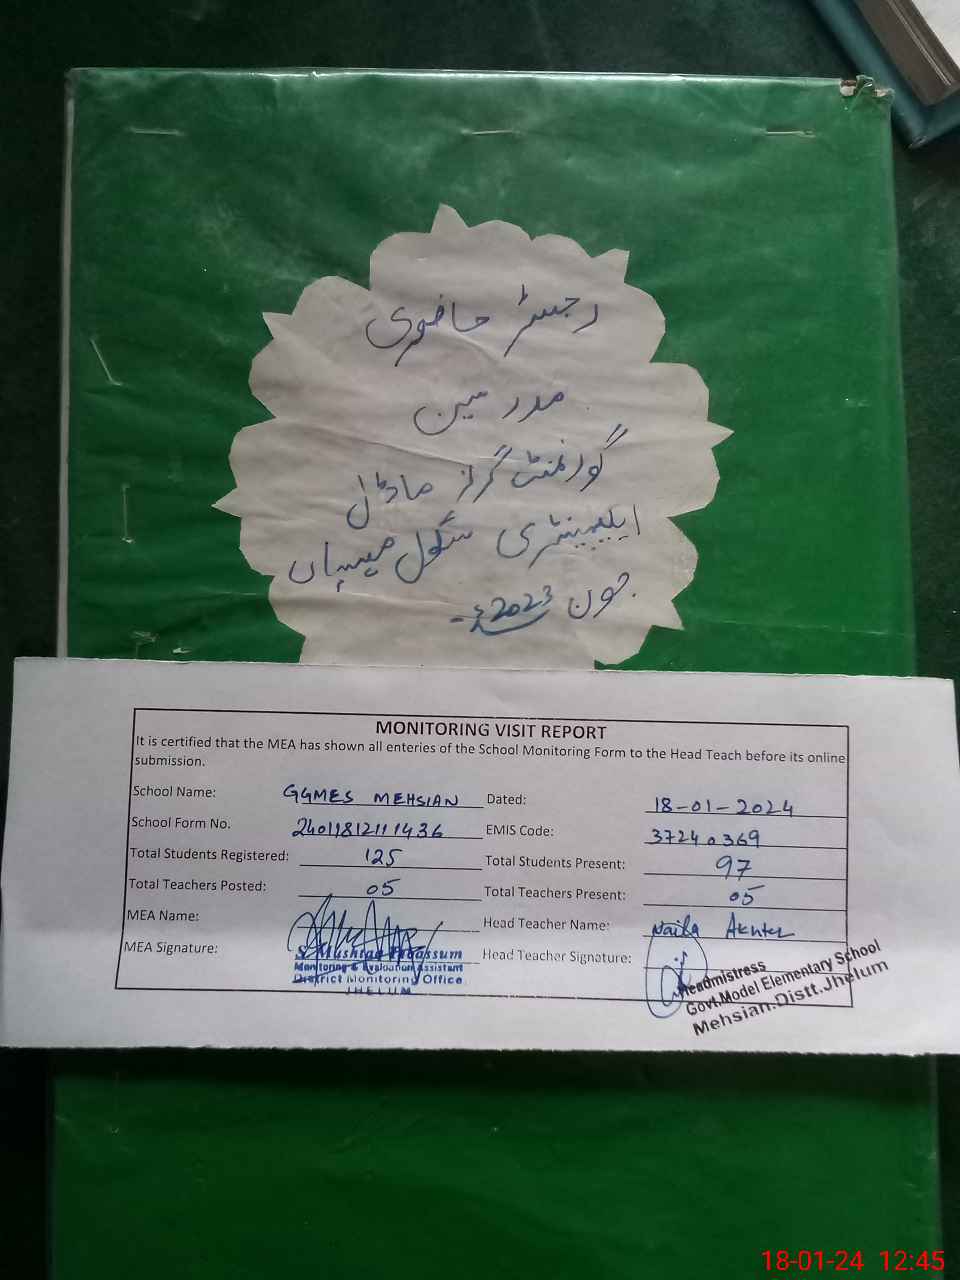 رجسٹر حاضری
مدرسین
گورنمنٹ گرلز ماڈل
ایلیمنٹری سکول میہساں
جون 2023ء
MONITORING VISIT REPORT
It is certified that the MEA has shown all enteries of the School Monitoring Form to the Head Teach before its online
submission.
School Name: GGMES MEHSIAN Dated: 18-01-2024
School Form No. EMIS Code: 37240369
Total Students Registered: 125 Total Students Present: 97
Total Teachers Posted: 05 Total Teachers Present: 05
MEA Name: Head Teacher Name: Naila Akhter
MEA Signature: S. Mushtaq Head Teacher Signature:
Monitoring & Evaluation Assistant
District Monitoring Office
JHELUM
Headmistress
Govt.Model Elementary School
Mehsian.Distt.Jhelum
18-01-24 12:45